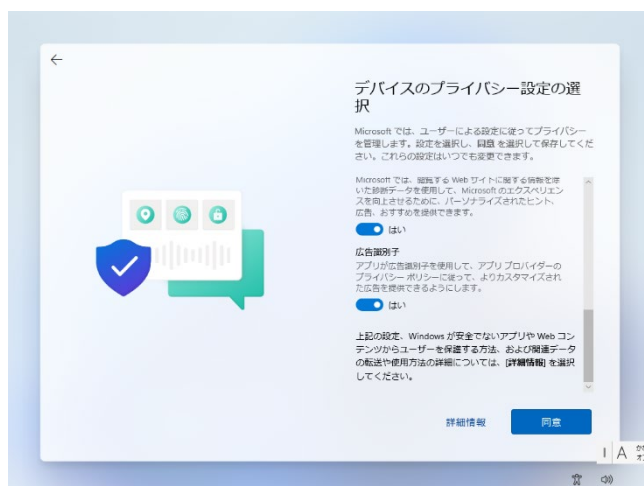 デバイスのプライバシー設定の選
択
Microsoft では、ユーザーによる設定に従ってプライバシー
を管理します。設定を選択し、同意 を選択して保存してくだ
さい。これらの設定はいつでも変更できます。
Microsoft では、閲覧する Web サイトに関する情報を除
いた診断データを使用して、Microsoft のエクスペリエン
スを向上させるために、パーソナライズされたヒント、
広告、おすすめを提供できます。
はい
広告識別子
アプリが広告識別子を使用して、アプリ プロバイダーの
プライバシー ポリシーに従って、よりカスタマイズされ
た広告を提供できるようにします。
はい
上記の設定、Windows が安全でないアプリや Web コン
テンツからユーザーを保護する方法、および関連データ
の転送や使用方法の詳細については、[詳細情報] を選択
してください。
詳細情報 同意
A